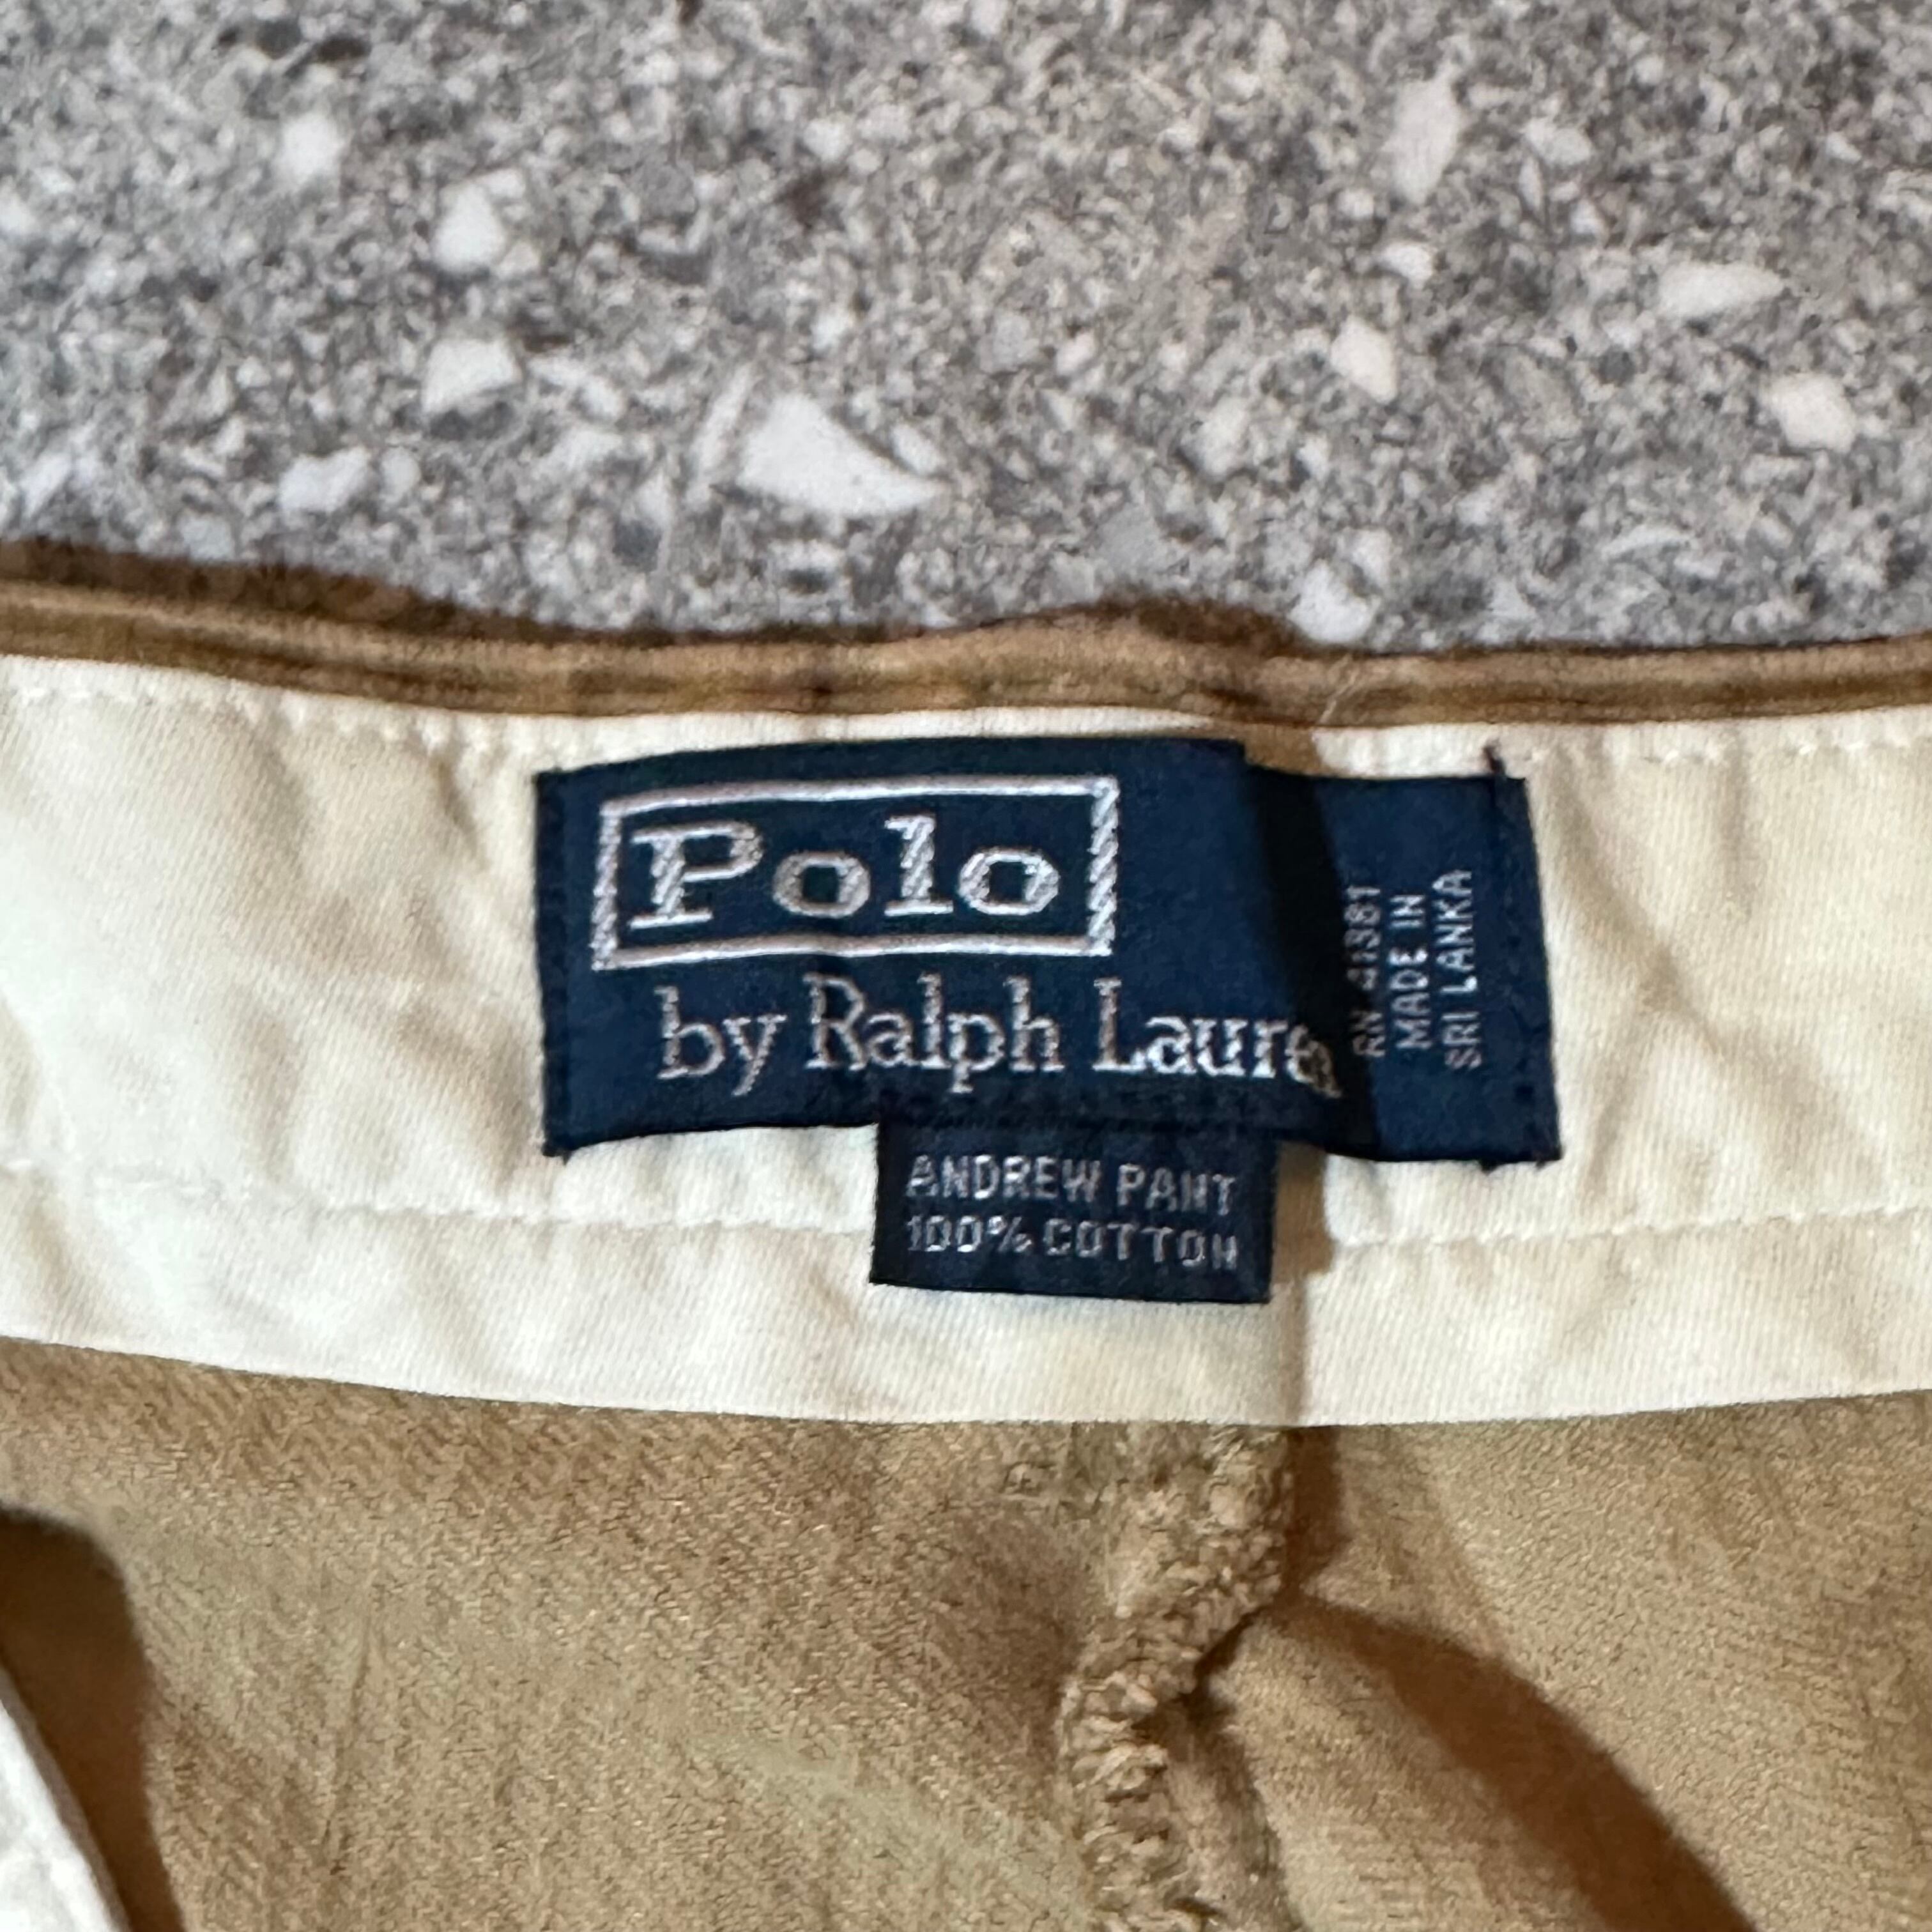 Polo
by Ralph Lauren
ANDREW PANT
100% COTTON
RN 41381
MADE IN
SRI LANKA